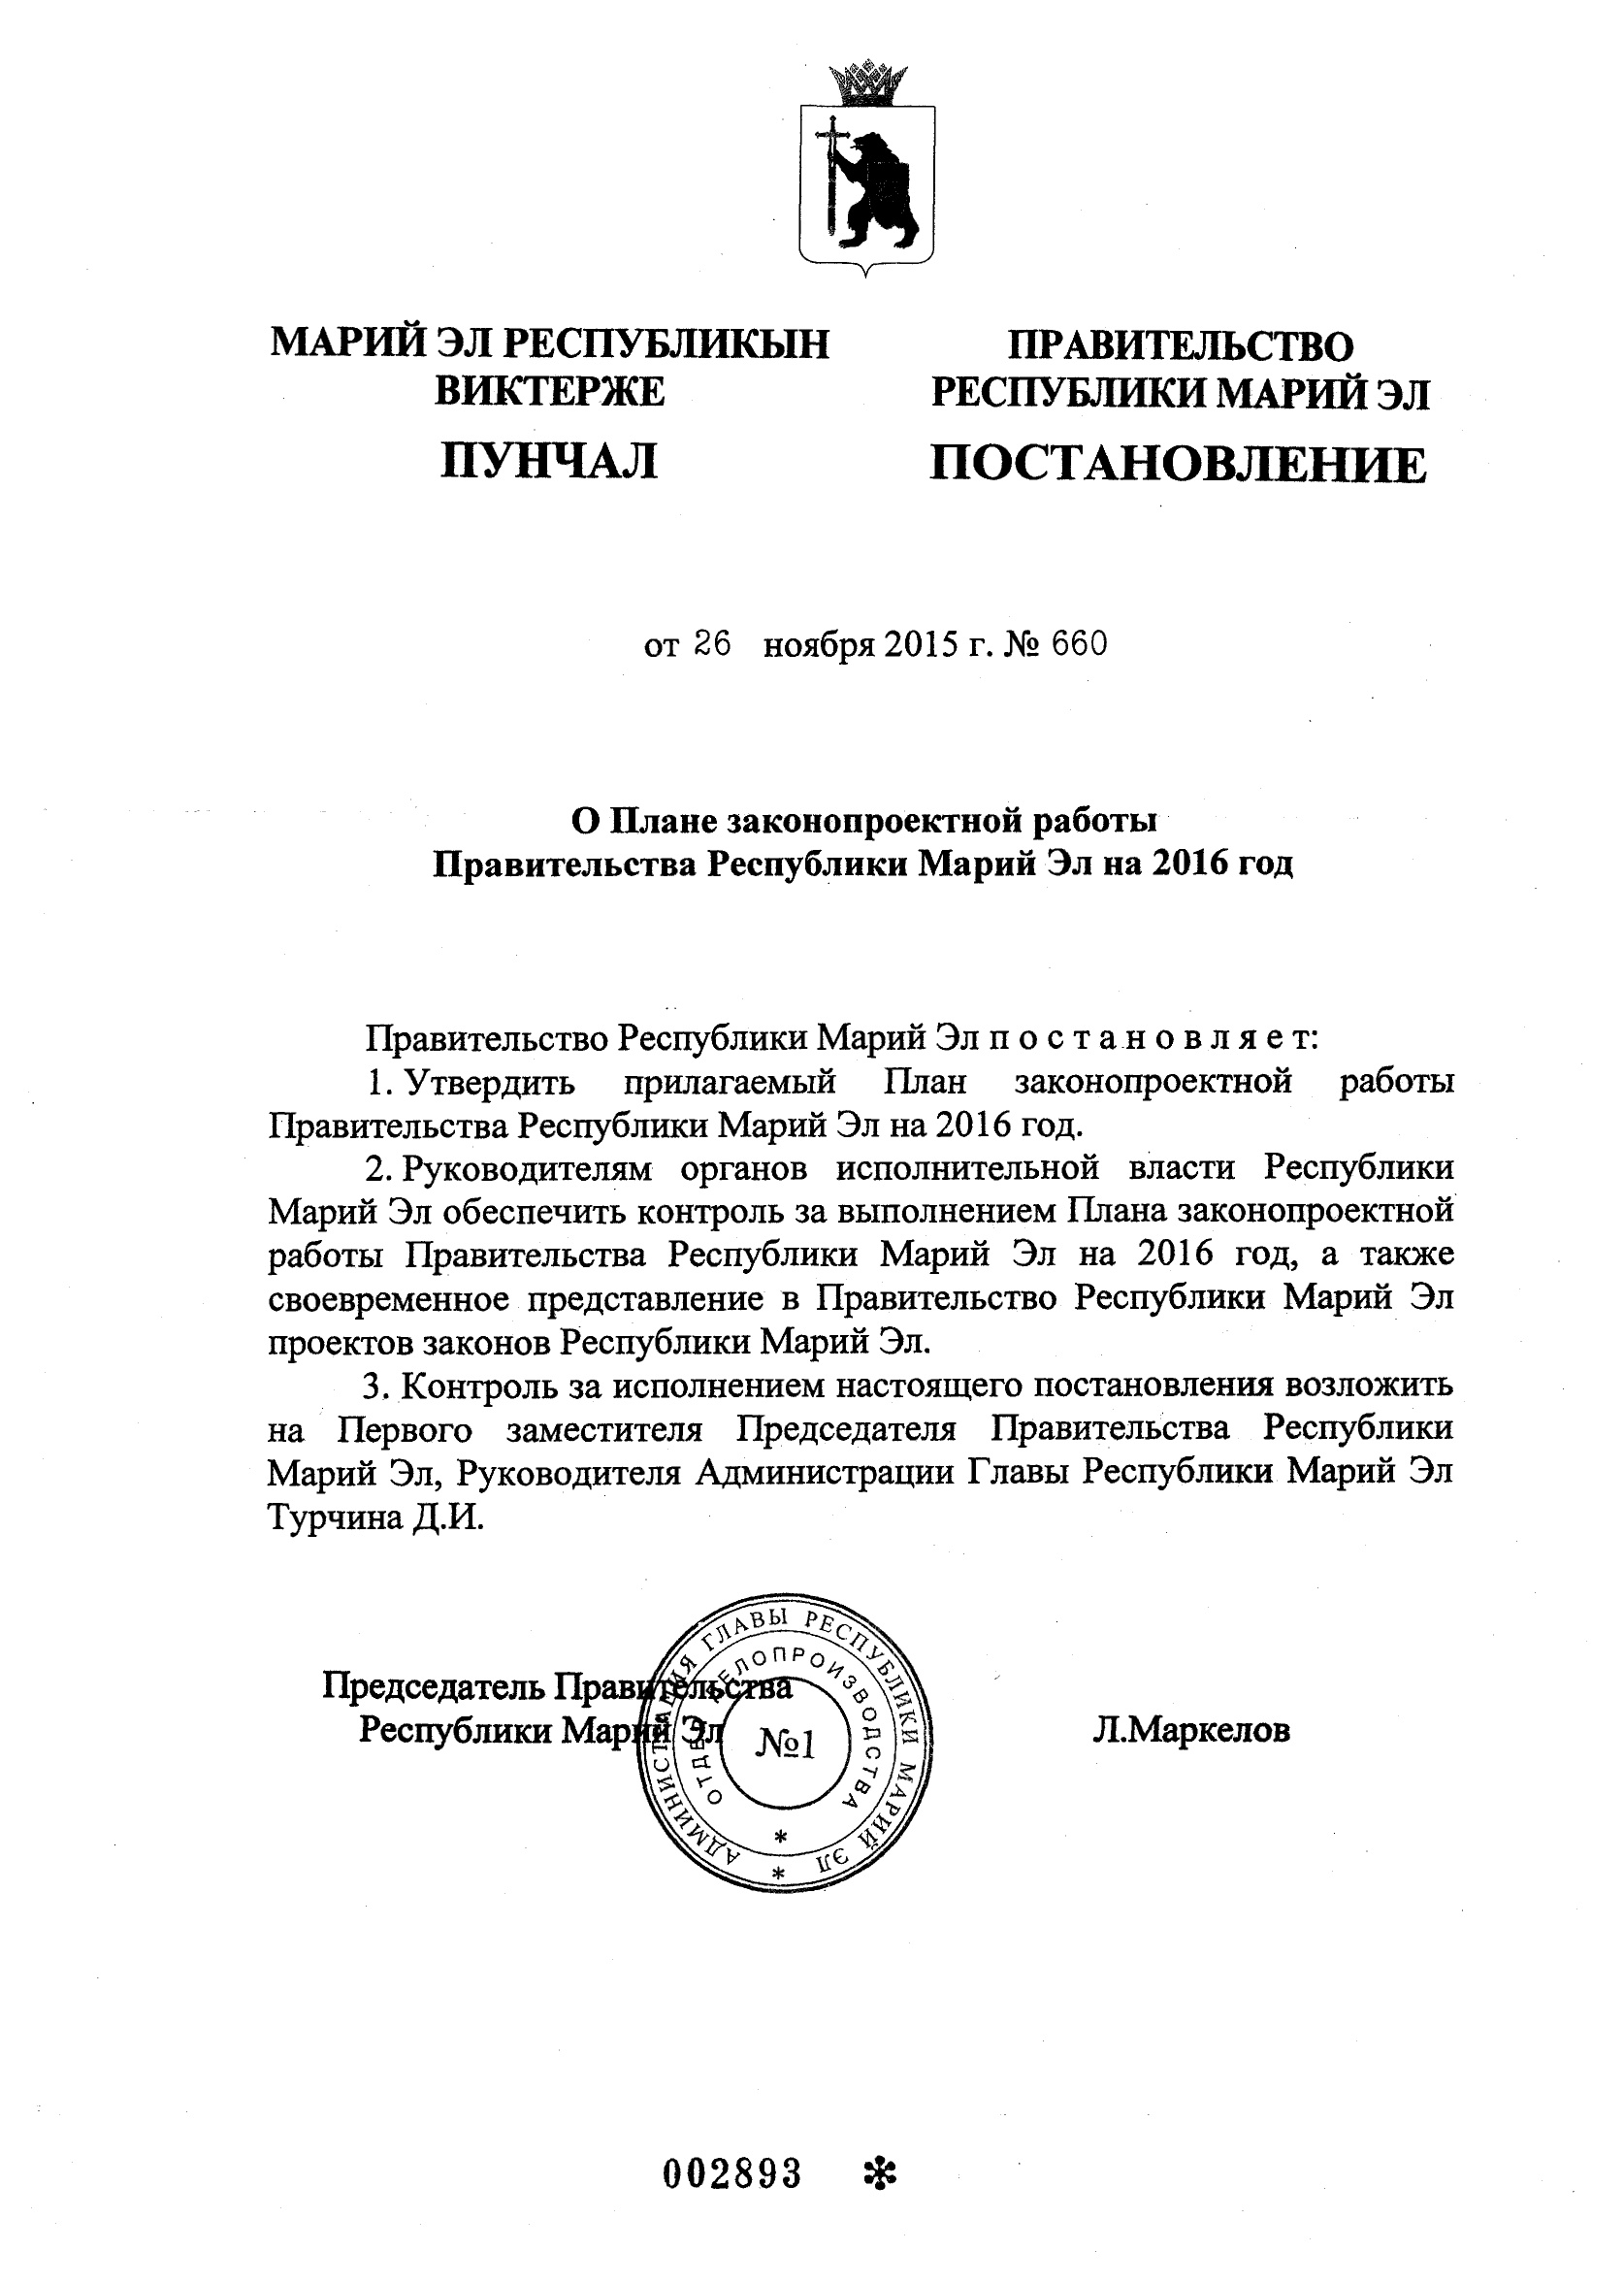 МАРИЙ ЭЛ РЕСПУБЛИКЫН
ВИКТЕРЖЕ
ПУНЧАЛ
ПРАВИТЕЛЬСТВО
РЕСПУБЛИКИ МАРИЙ ЭЛ
ПОСТАНОВЛЕНИЕ
от 26 ноября 2015 г. № 660
О Плане законопроектной работы
Правительства Республики Марий Эл на 2016 год
Правительство Республики Марий Эл п о с т а н о в л я е т:
1. Утвердить прилагаемый План законопроектной работы
Правительства Республики Марий Эл на 2016 год.
2. Руководителям органов исполнительной власти Республики
Марий Эл обеспечить контроль за выполнением Плана законопроектной
работы Правительства Республики Марий Эл на 2016 год, а также
своевременное представление в Правительство Республики Марий Эл
проектов законов Республики Марий Эл.
3. Контроль за исполнением настоящего постановления возложить
на Первого заместителя Председателя Правительства Республики
Марий Эл, Руководителя Администрации Главы Республики Марий Эл
Турчина Д.И.
Председатель Правительства
Республики Марий Эл
Л.Маркелов
АДМИНИСТРАЦИЯ ГЛАВЫ РЕСПУБЛИКИ МАРИЙ ЭЛ *
ОТДЕЛ ДЕЛОПРОИЗВОДСТВА *
№1
002893 *